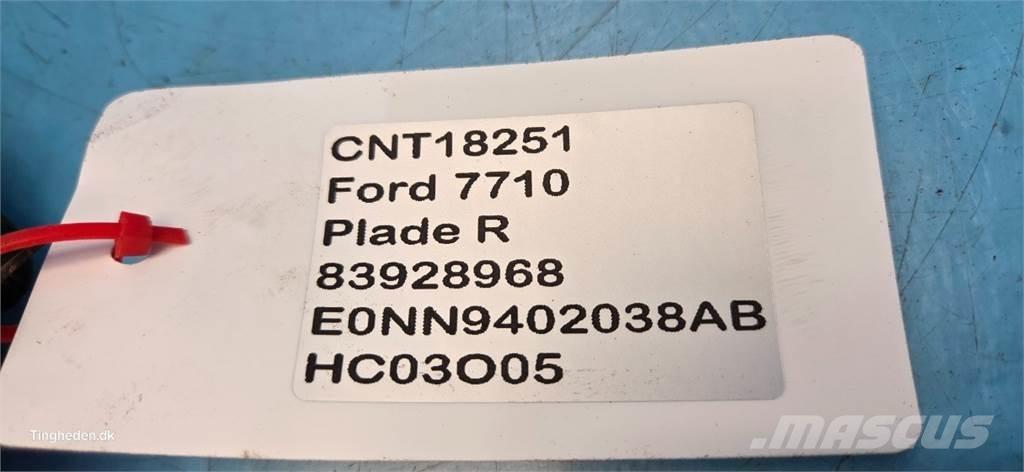 CNT18251
Ford 7710
Plade R
83928968
E0NN9402038AB
HC03O05
Tingheden.dk
MASCUS